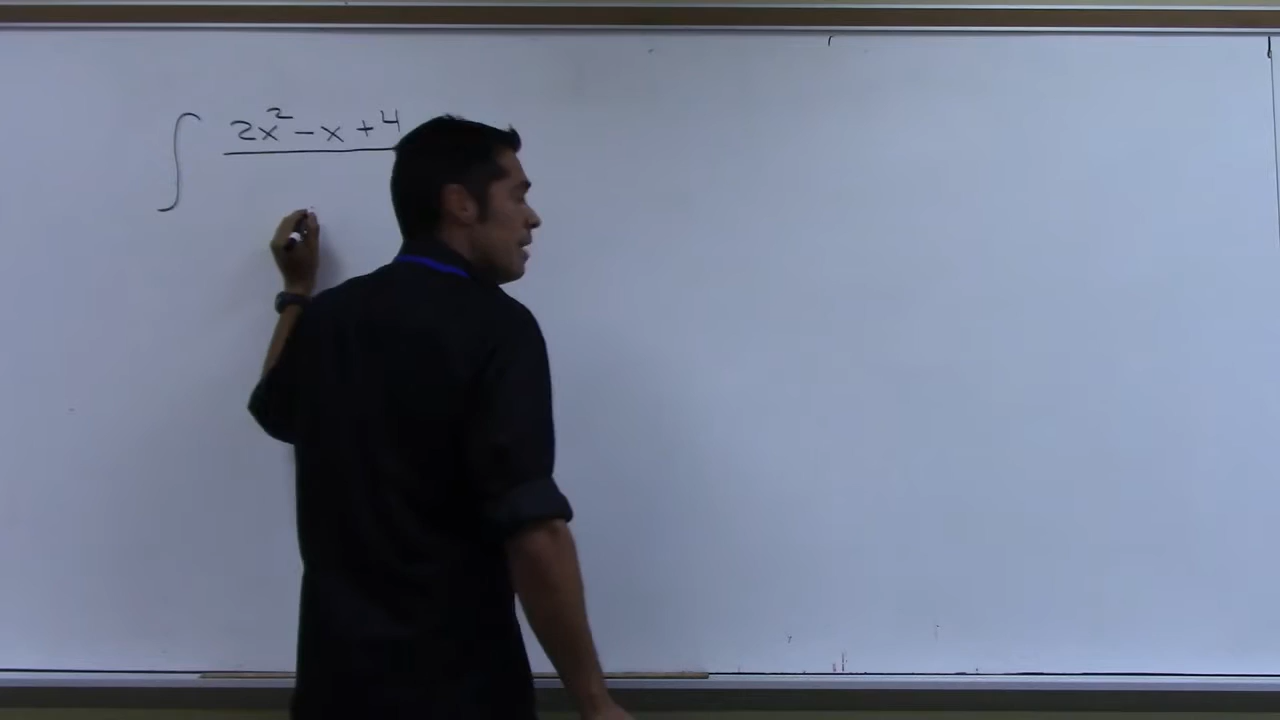 ∫ 2x² - x + 4